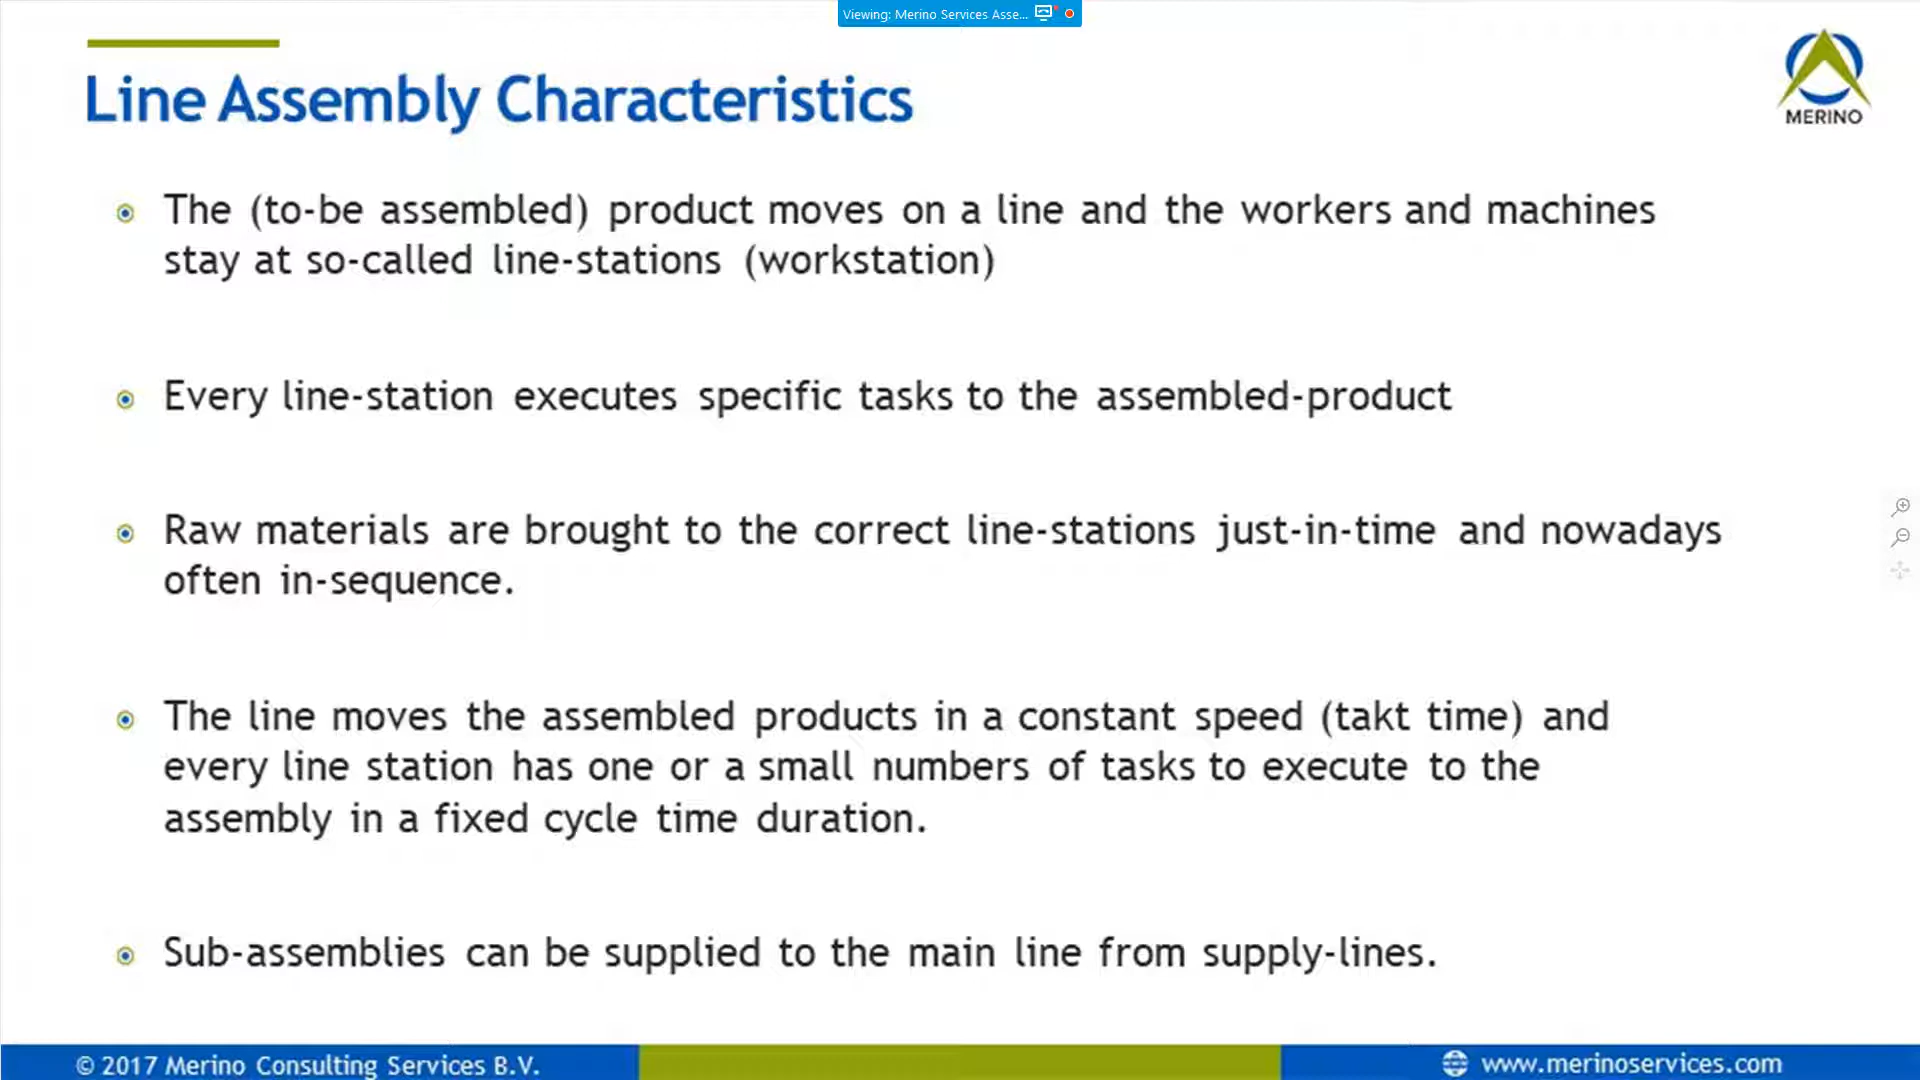 Viewing: Merino Services Asse...
Line Assembly Characteristics
MERINO
The (to-be assembled) product moves on a line and the workers and machines
stay at so-called line-stations (workstation)
Every line-station executes specific tasks to the assembled-product
Raw materials are brought to the correct line-stations just-in-time and nowadays
often in-sequence.
The line moves the assembled products in a constant speed (takt time) and
every line station has one or a small numbers of tasks to execute to the
assembly in a fixed cycle time duration.
Sub-assemblies can be supplied to the main line from supply-lines.
© 2017 Merino Consulting Services B.V.
www.merinoservices.com